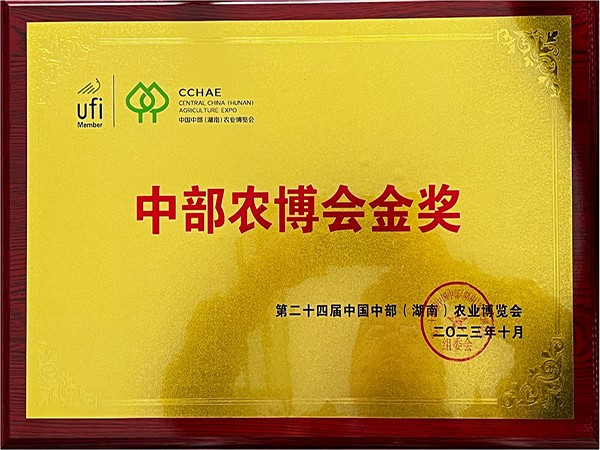 ufi
Member
CCHAE
CENTRAL CHINA (HUNAN)
AGRICULTURE EXPO
中国中部(湖南)农业博览会
中部农博会金奖
第二十四届中国中部(湖南)农业博览会
二〇二三年十月
组委会